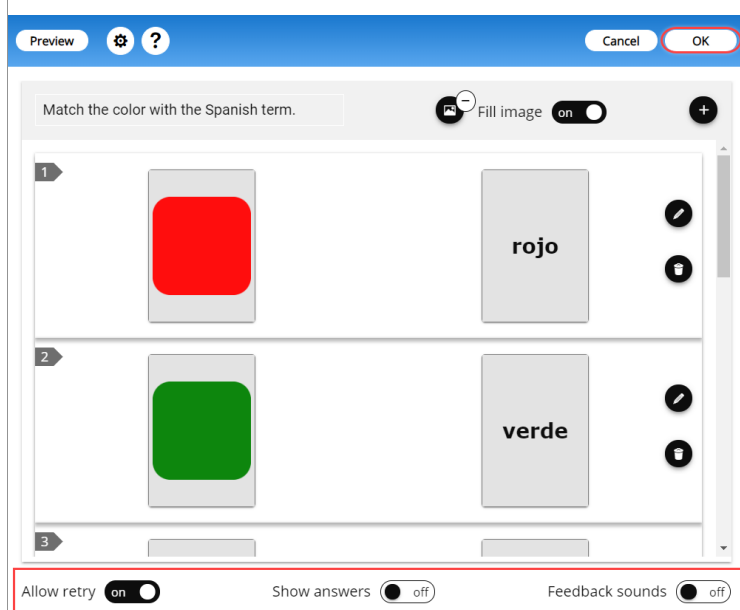 Preview ? Cancel OK
Match the color with the Spanish term. Fill image on +
1
rojo
2
verde
3
Allow retry on Show answers off Feedback sounds off